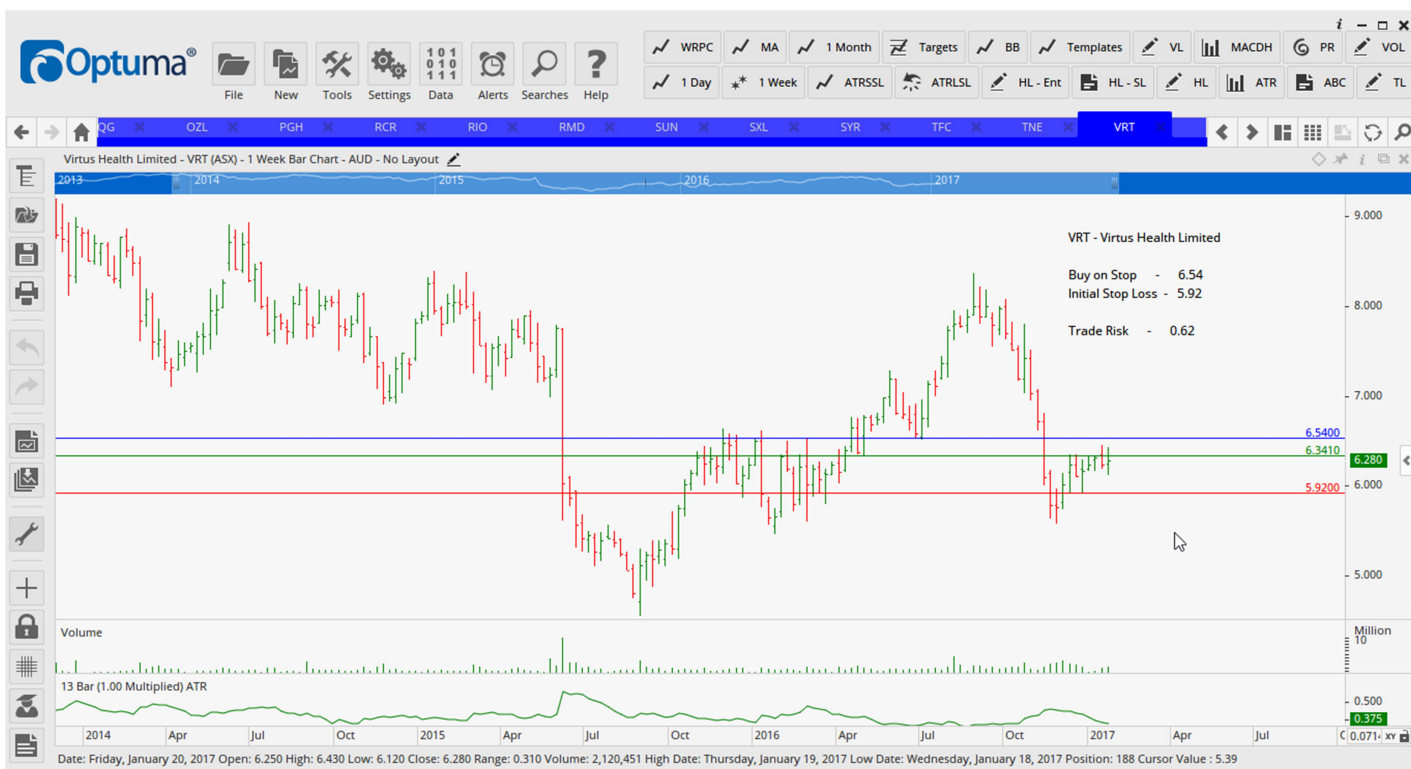 Optuma®
File New Tools Settings Data Alerts Searches Help
WRPC MA 1 Month Targets BB Templates VL MACDH PR VOL
1 Day 1 Week ATRSSL ATRLSL HL - Ent HL - SL HL ATR ABC TL
QG OZL PGH RCR RIO RMD SUN SXL SYR TFC TNE VRT
Virtus Health Limited - VRT (ASX) - 1 Week Bar Chart - AUD - No Layout
2013 2014 2015 2016 2017
9.000
VRT - Virtus Health Limited
Buy on Stop - 6.54
Initial Stop Loss - 5.92
8.000
Trade Risk - 0.62
7.000
6.5400
6.3410
6.280
6.000
5.9200
5.000
Volume
Million
10
13 Bar (1.00 Multiplied) ATR
0.500
0.375
2014 Apr Jul Oct 2015 Apr Jul Oct 2016 Apr Jul Oct 2017 Apr Jul 0.071 XY
Date: Friday, January 20, 2017 Open: 6.250 High: 6.430 Low: 6.120 Close: 6.280 Range: 0.310 Volume: 2,120,451 High Date: Thursday, January 19, 2017 Low Date: Wednesday, January 18, 2017 Position: 188 Cursor Value : 5.39